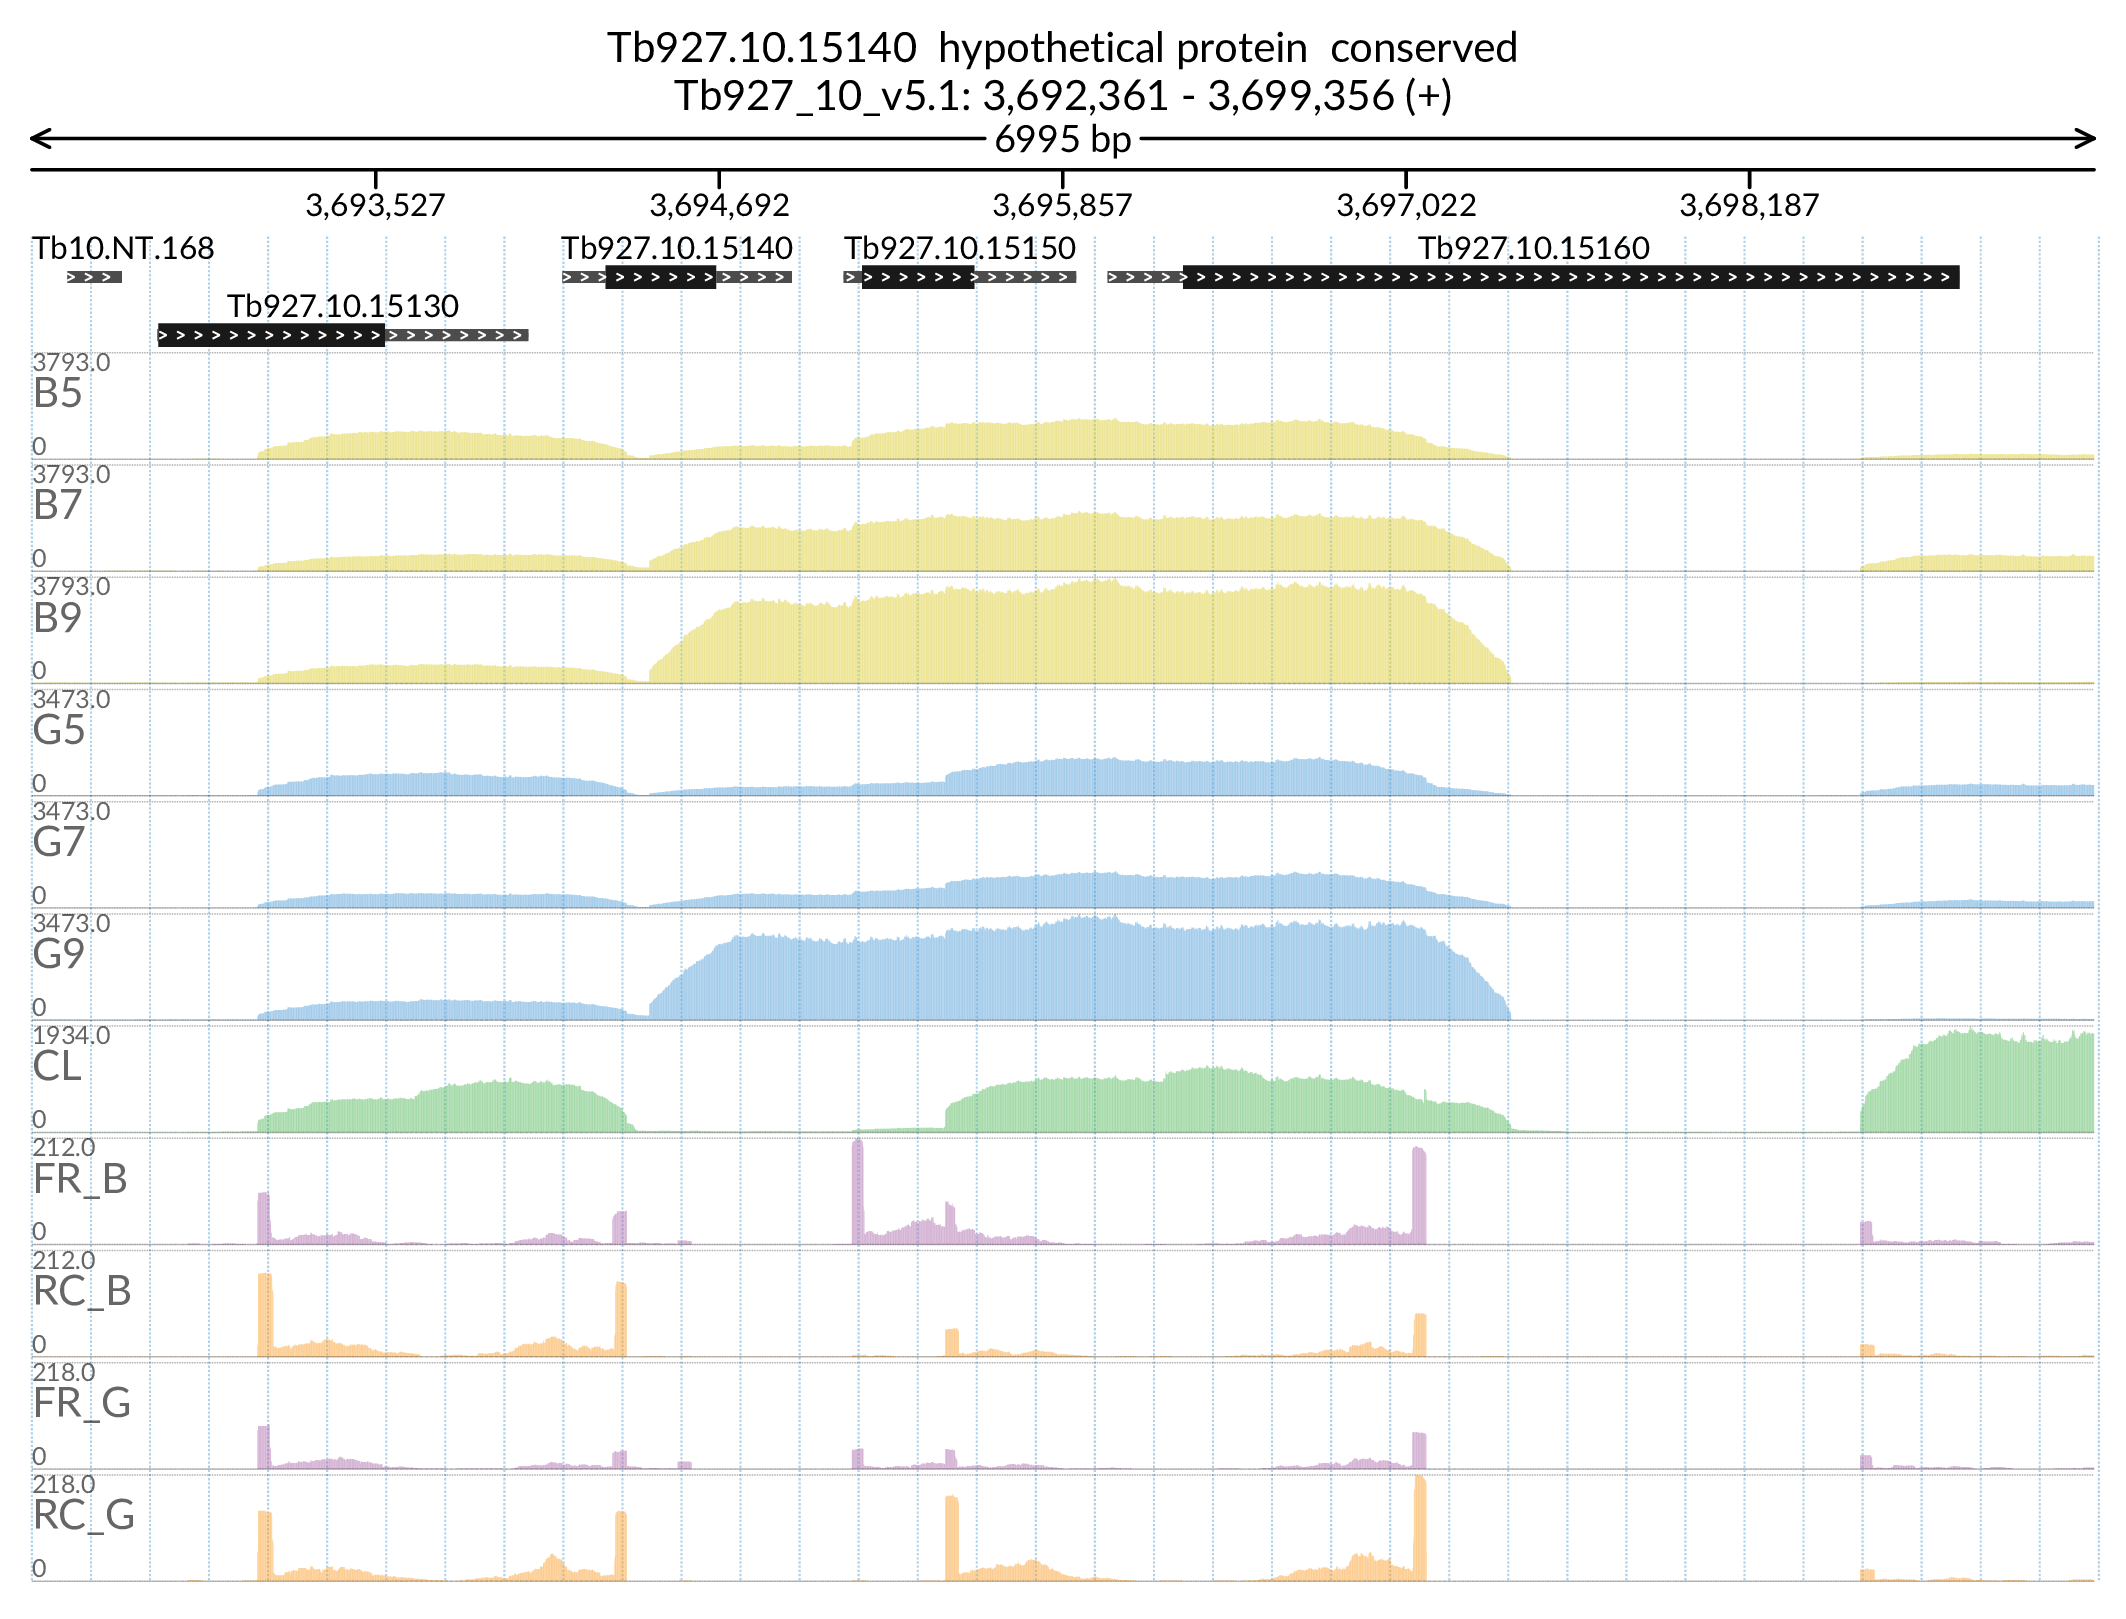 Tb927.10.15140 hypothetical protein conserved
Tb927_10_v5.1: 3,692,361 - 3,699,356 (+)
6995 bp
3,693,527 3,694,692 3,695,857 3,697,022 3,698,187
Tb10.NT.168 Tb927.10.15140 Tb927.10.15150 Tb927.10.15160
Tb927.10.15130
3793.0
B5
0
3793.0
B7
0
3793.0
B9
0
3473.0
G5
0
3473.0
G7
0
3473.0
G9
0
1934.0
CL
0
212.0
FR_B
0
212.0
RC_B
0
218.0
FR_G
0
218.0
RC_G
0